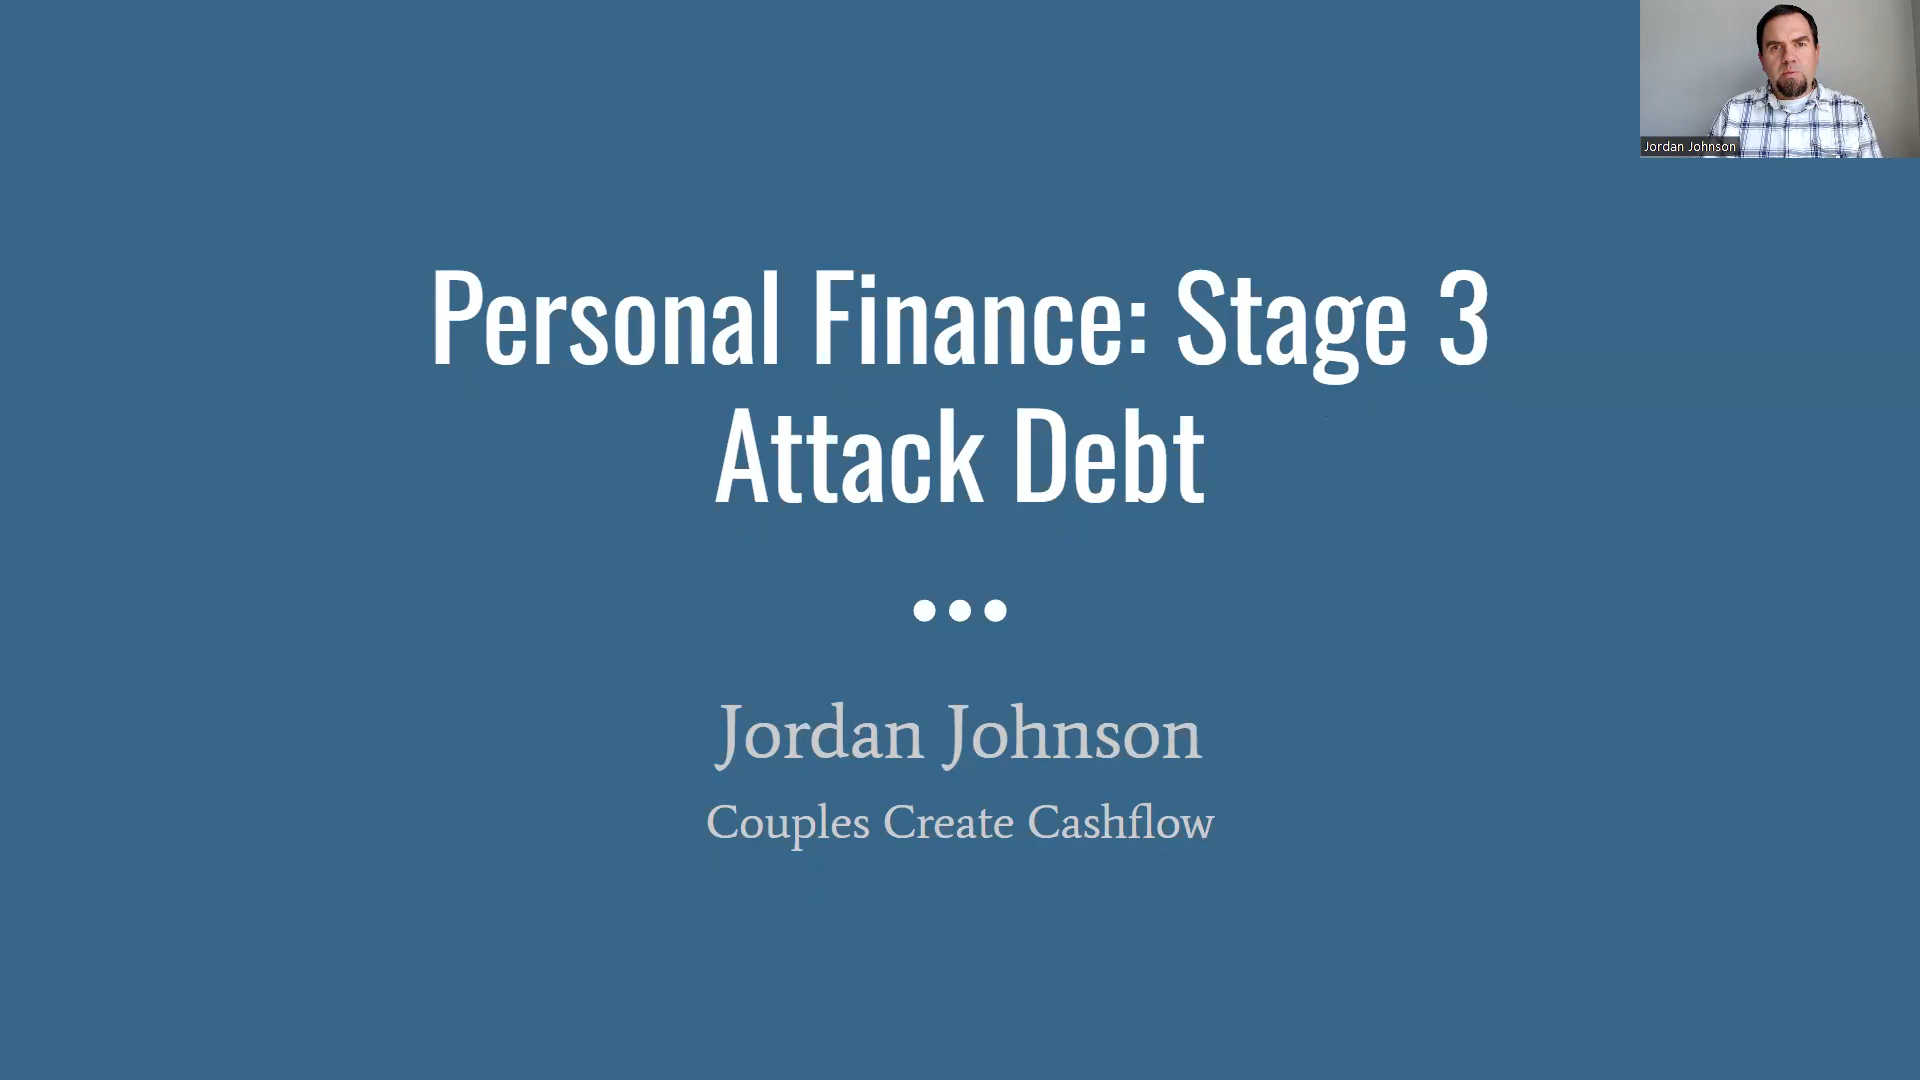 Jordan Johnson
Personal Finance: Stage 3
Attack Debt
Jordan Johnson
Couples Create Cashflow